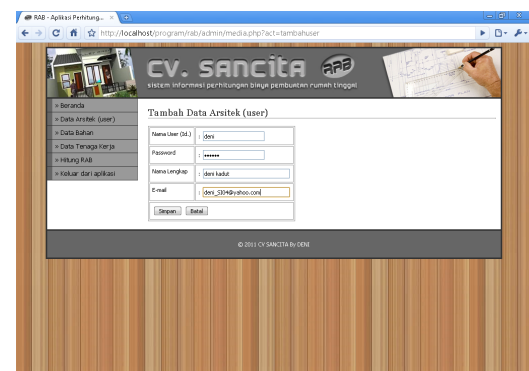 RAB - Aplikasi Perhitung...
http://localhost/program/rab/admin/media.php?act=tambahuser
CV. SANCITA RAB
sistem informasi perhitungan biaya pembuatan rumah tinggal
» Beranda
» Data Arsitek (user)
» Data Bahan
» Data Tenaga Kerja
» Hitung RAB
» Keluar dari aplikasi
Tambah Data Arsitek (user)
Nama User (Id.) : deni
Password : ••••••
Nama Lengkap : deni kadut
E-mail : deni_SI04@yahoo.com
Simpan Batal
© 2011 CV SANCITA By DENI